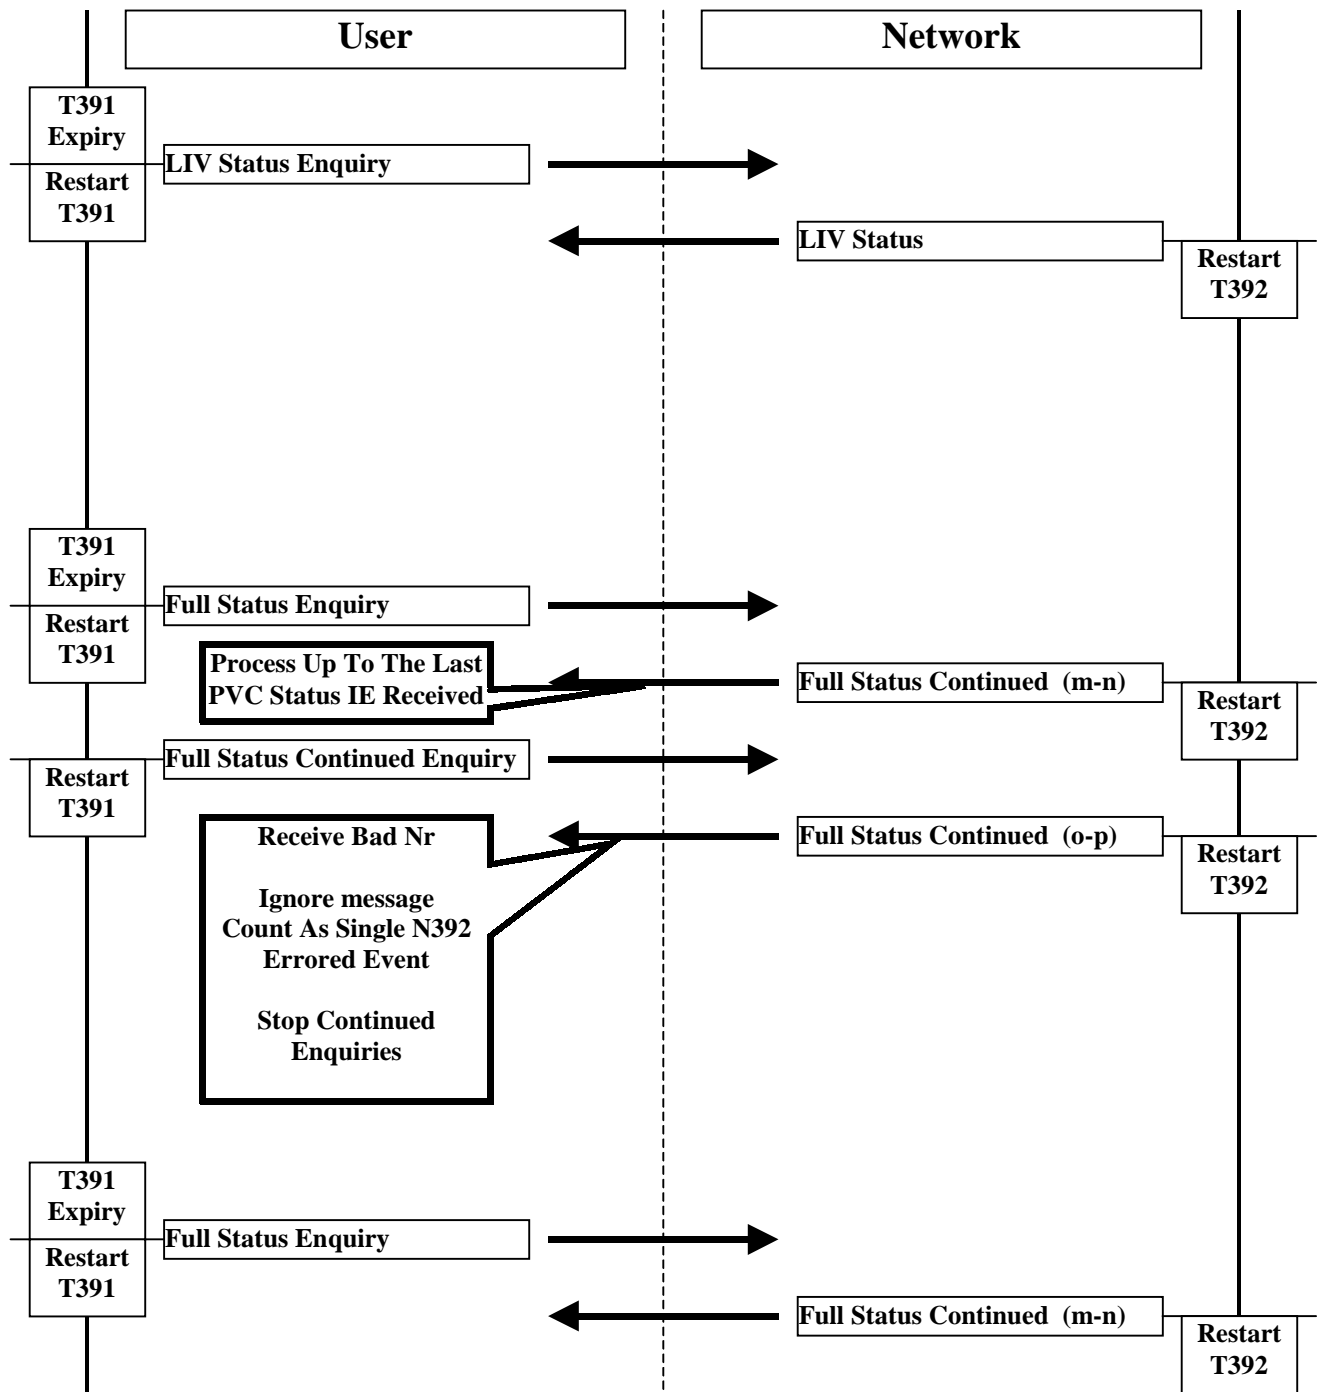 User
Network
T391
Expiry
LIV Status Enquiry
Restart
T391
LIV Status
Restart
T392
T391
Expiry
Full Status Enquiry
Restart
T391
Process Up To The Last
PVC Status IE Received
Full Status Continued (m-n)
Restart
T392
Full Status Continued Enquiry
Restart
T391
Receive Bad Nr
Ignore message
Count As Single N392
Errored Event
Stop Continued
Enquiries
Full Status Continued (o-p)
Restart
T392
T391
Expiry
Full Status Enquiry
Restart
T391
Full Status Continued (m-n)
Restart
T392